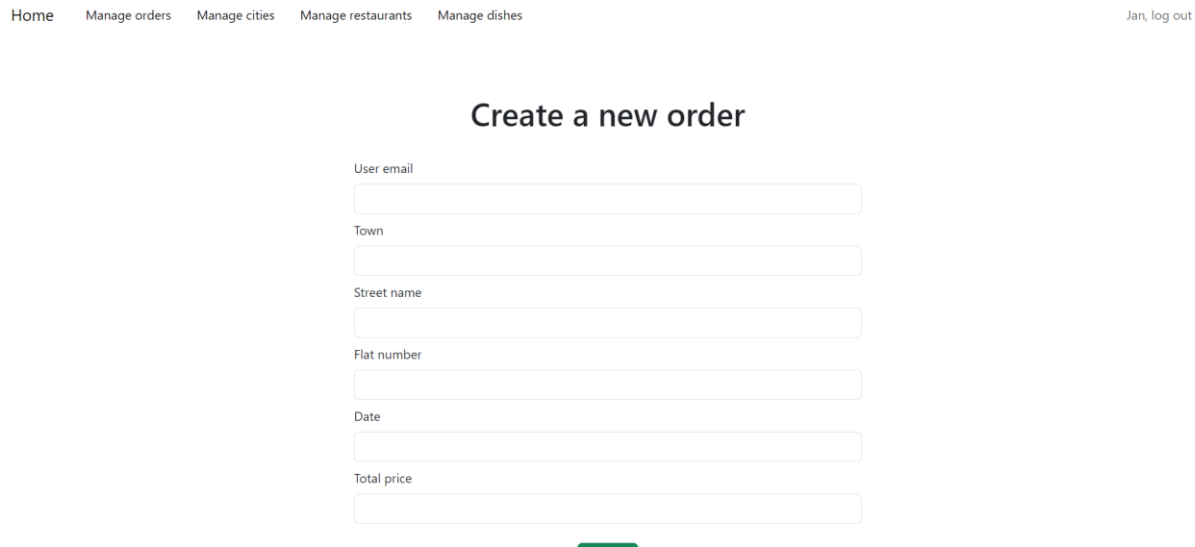 Home Manage orders Manage cities Manage restaurants Manage dishes Jan, log out
Create a new order
User email
Town
Street name
Flat number
Date
Total price